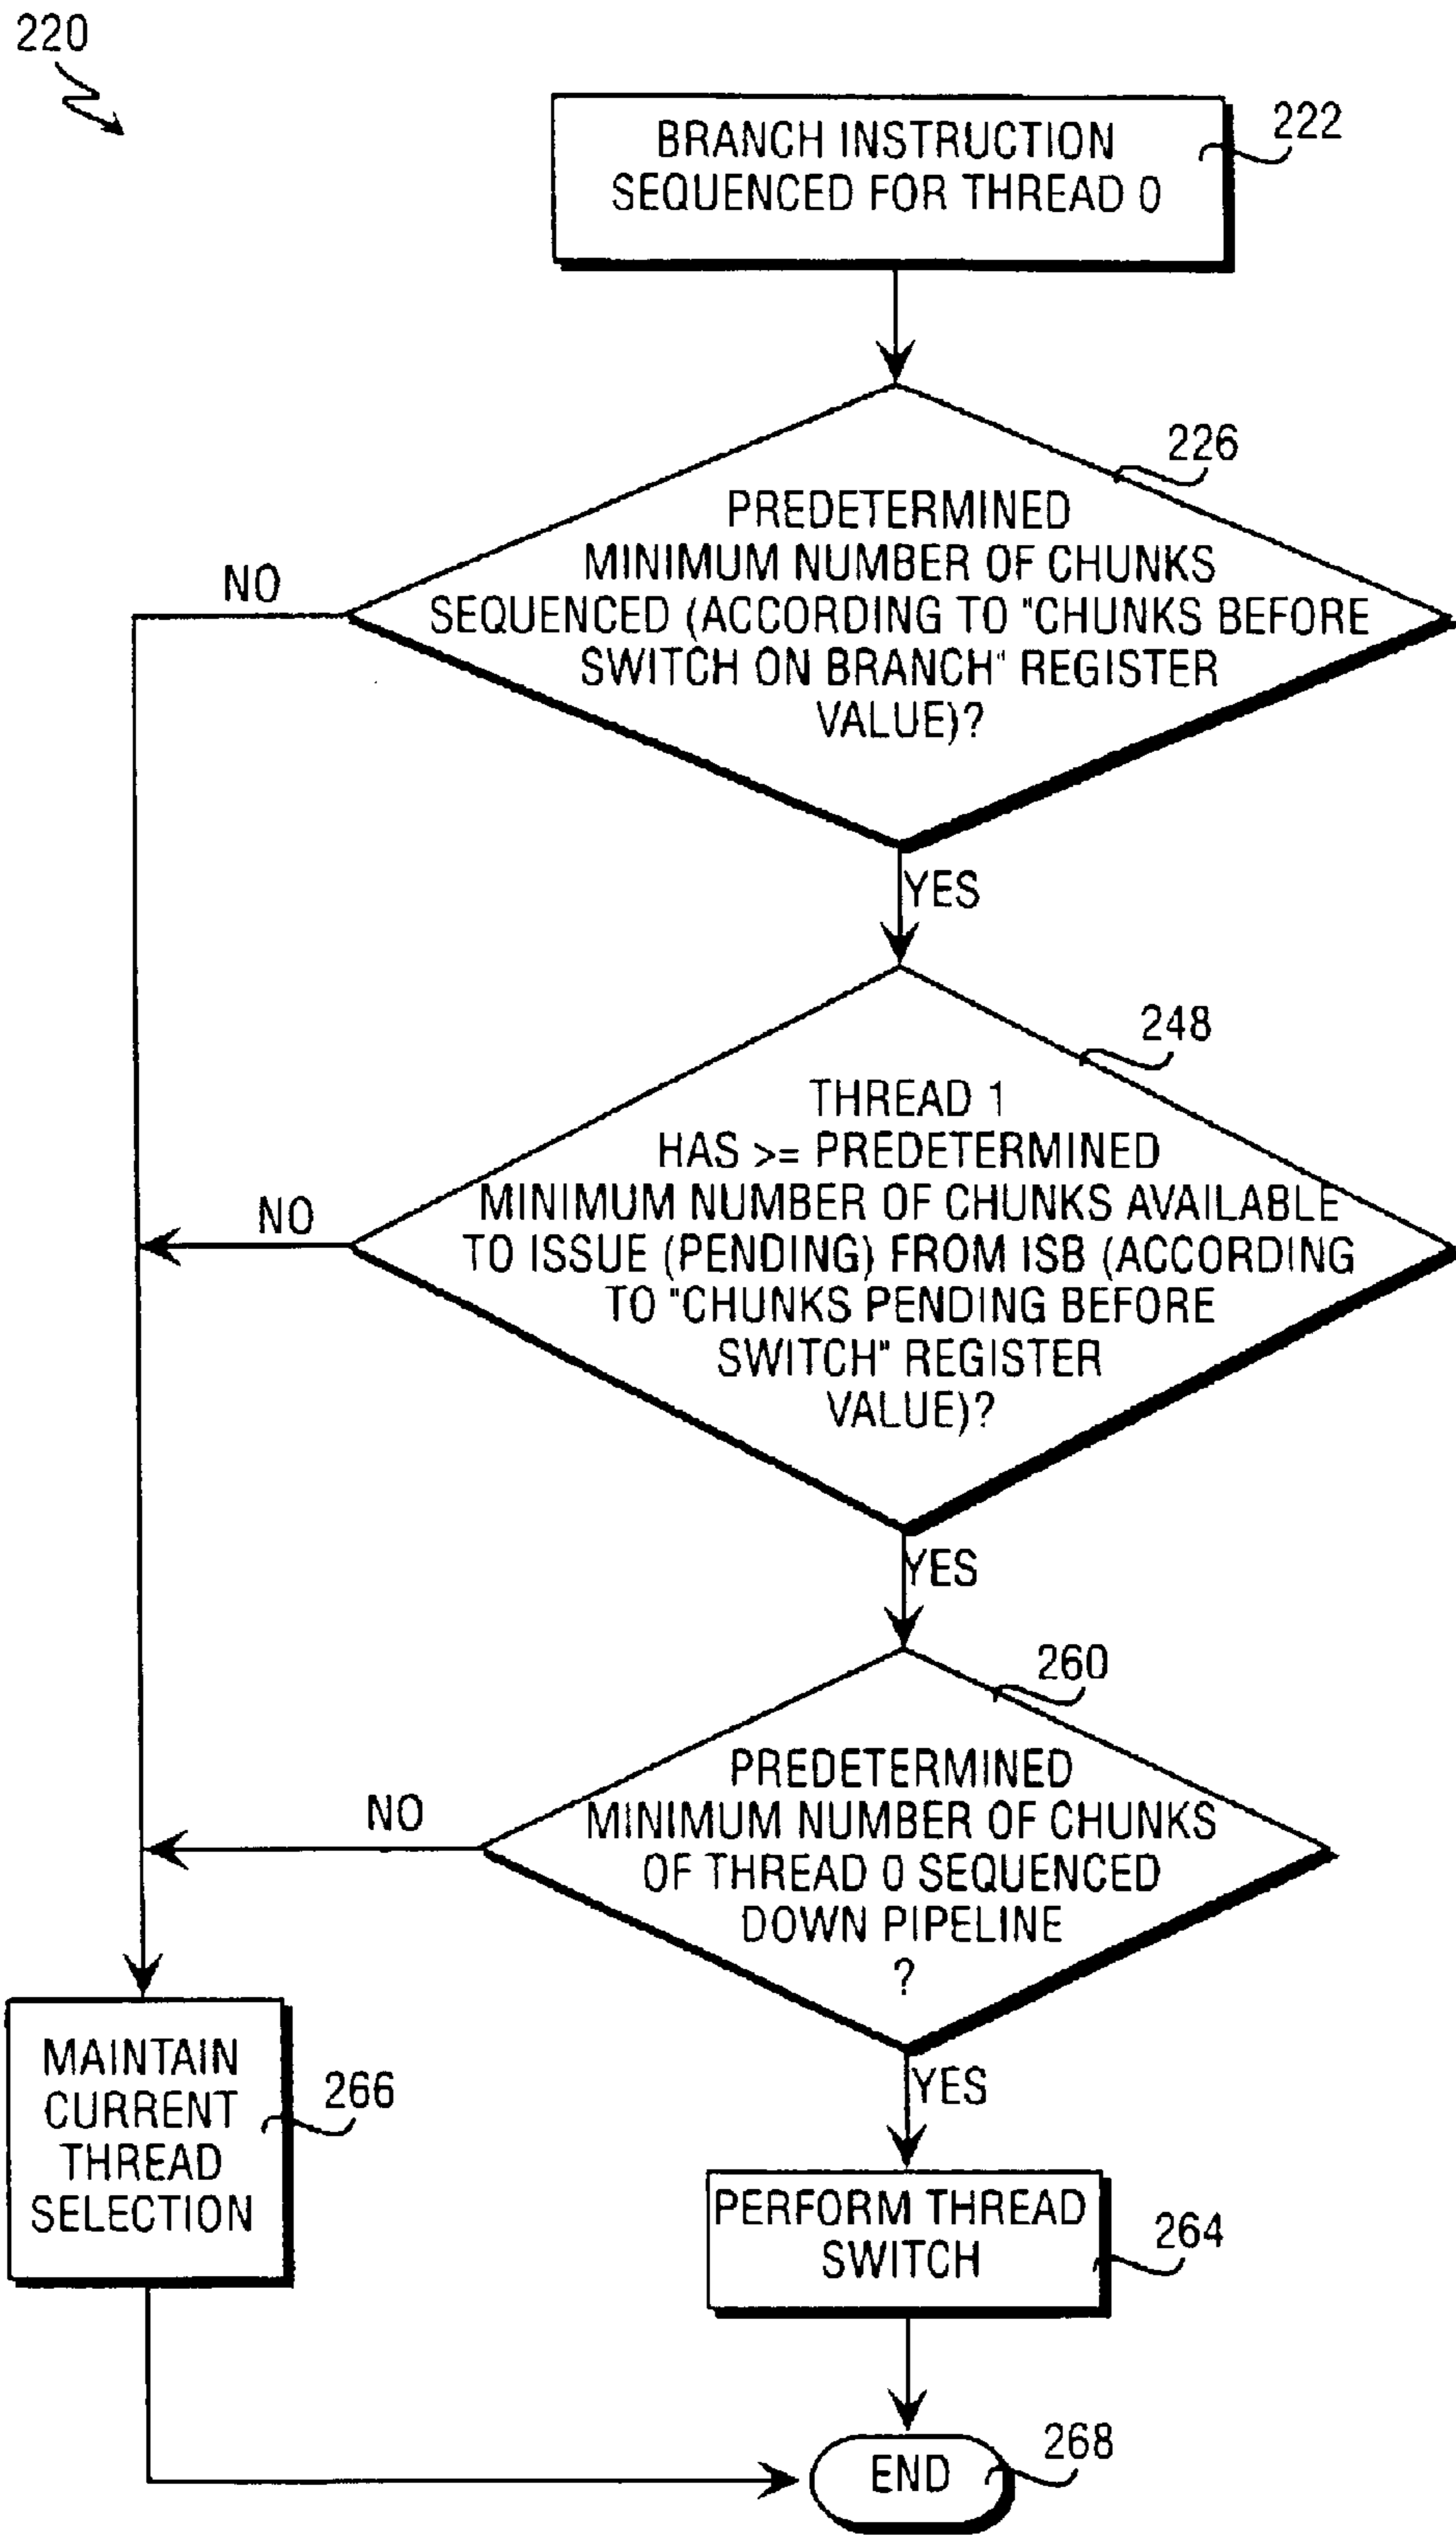 220
BRANCH INSTRUCTION
SEQUENCED FOR THREAD 0
222
226
PREDETERMINED
MINIMUM NUMBER OF CHUNKS
SEQUENCED (ACCORDING TO "CHUNKS BEFORE
SWITCH ON BRANCH" REGISTER
VALUE)?
NO
YES
248
THREAD 1
HAS >= PREDETERMINED
MINIMUM NUMBER OF CHUNKS AVAILABLE
TO ISSUE (PENDING) FROM ISB (ACCORDING
TO "CHUNKS PENDING BEFORE
SWITCH" REGISTER
VALUE)?
NO
YES
260
PREDETERMINED
MINIMUM NUMBER OF CHUNKS
OF THREAD 0 SEQUENCED
DOWN PIPELINE
?
NO
YES
MAINTAIN
CURRENT
THREAD
SELECTION
266
PERFORM THREAD
SWITCH
264
END
268